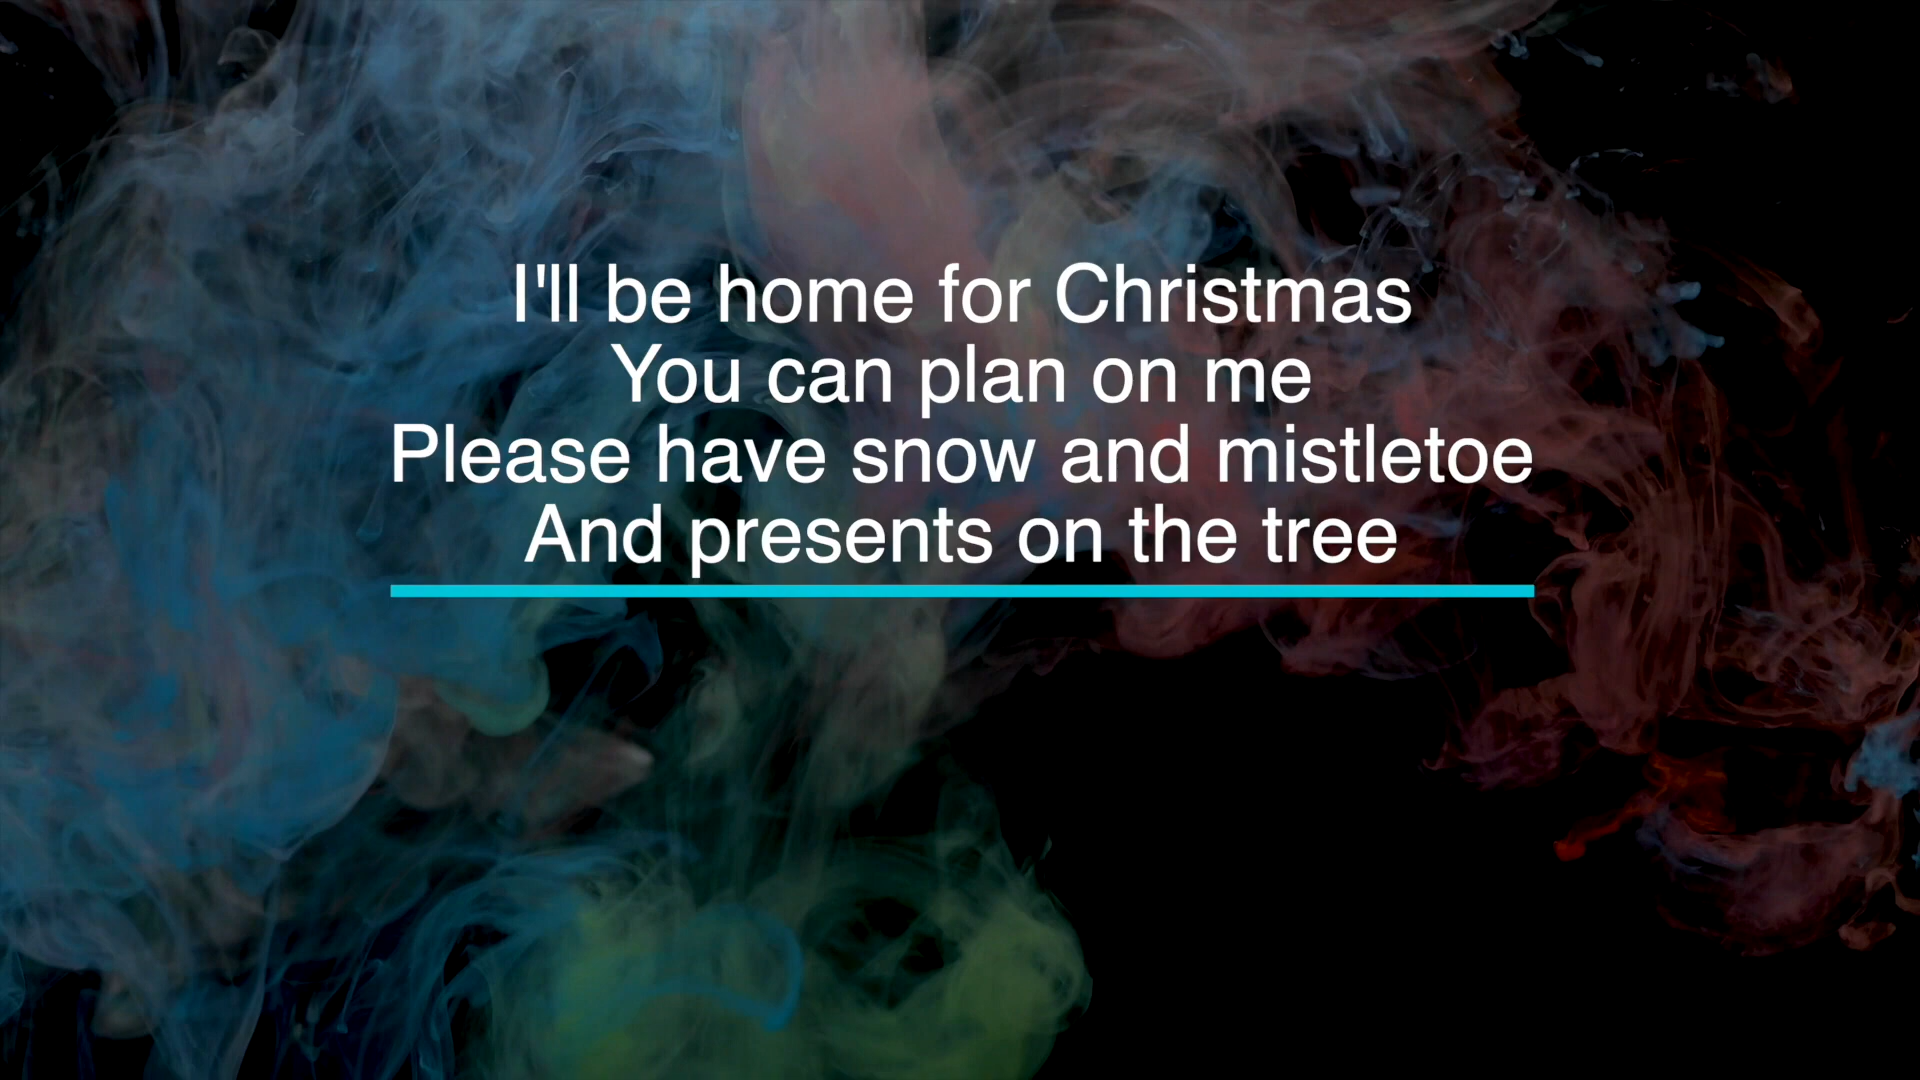 I'll be home for Christmas
You can plan on me
Please have snow and mistletoe
And presents on the tree